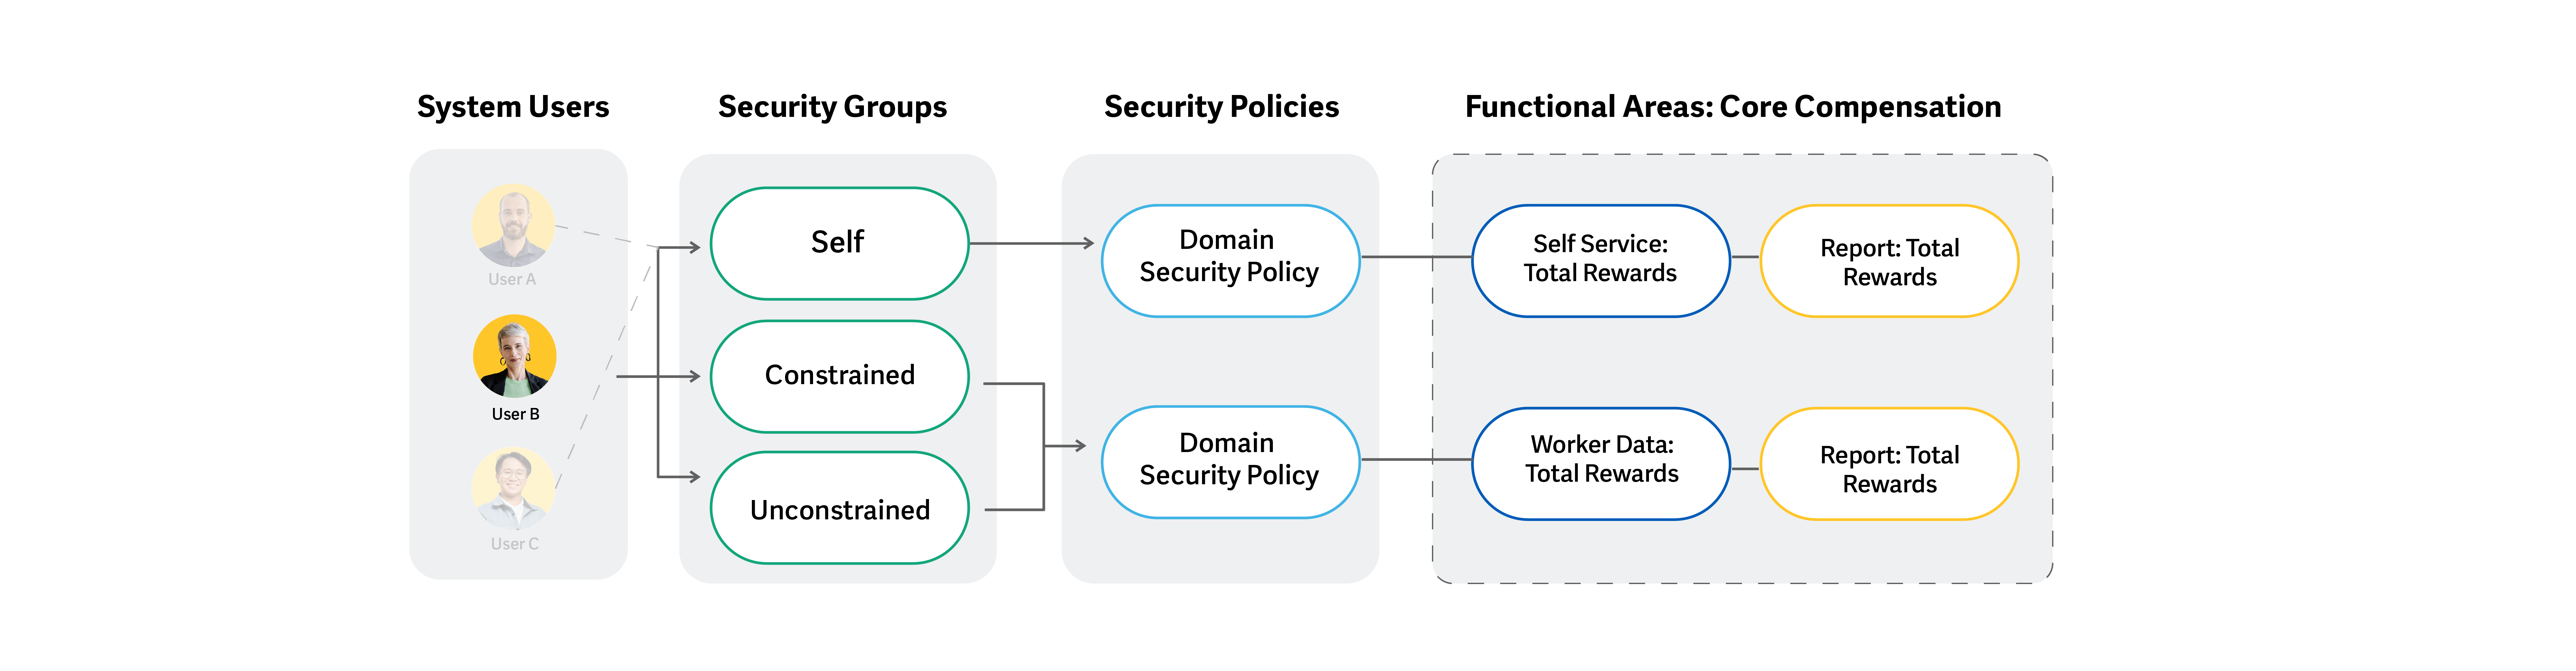 System Users
Security Groups
Security Policies
Functional Areas: Core Compensation
User A
User B
User C
Self
Constrained
Unconstrained
Domain
Security Policy
Domain
Security Policy
Self Service:
Total Rewards
Report: Total
Rewards
Worker Data:
Total Rewards
Report: Total
Rewards